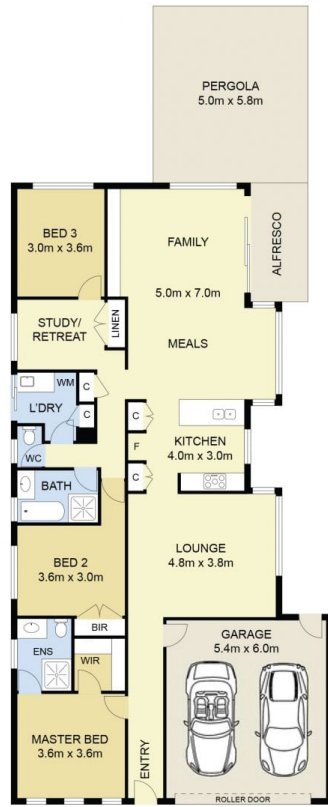 PERGOLA
5.0m x 5.8m
BED 3
3.0m x 3.6m
FAMILY
ALFRESCO
5.0m x 7.0m
STUDY/
RETREAT
LINEN
MEALS
WM
C
L'DRY
C
C
KITCHEN
4.0m x 3.0m
F
WC
C
BATH
LOUNGE
4.8m x 3.8m
BED 2
3.6m x 3.0m
BIR
GARAGE
5.4m x 6.0m
ENS
WIR
MASTER BED
3.6m x 3.6m
ENTRY
ROLLER DOOR